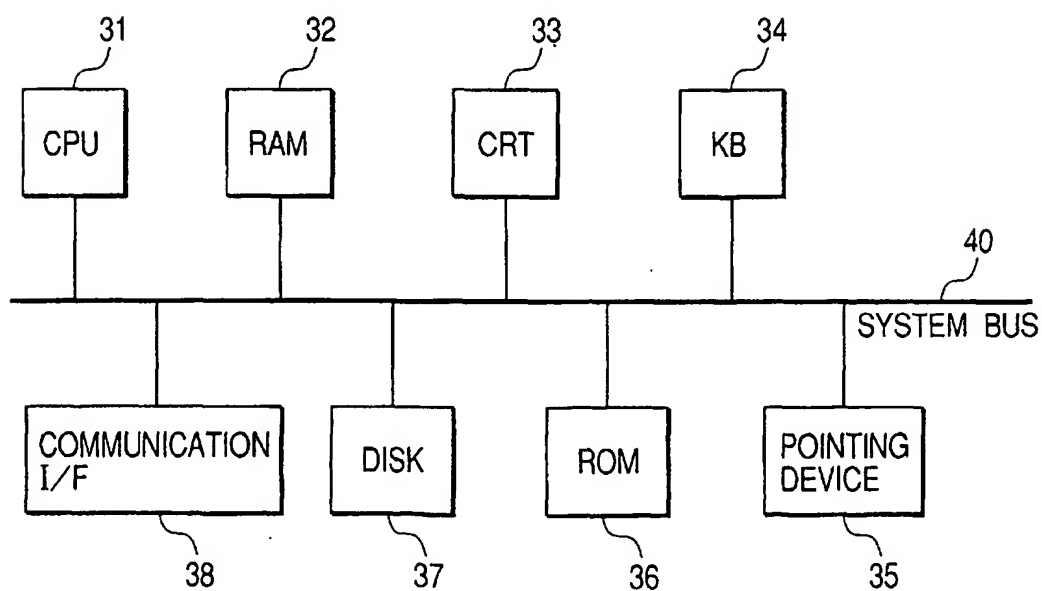 31
32
33
34
CPU
RAM
CRT
KB
40
SYSTEM BUS
COMMUNICATION
I/F
DISK
ROM
POINTING
DEVICE
38
37
36
35